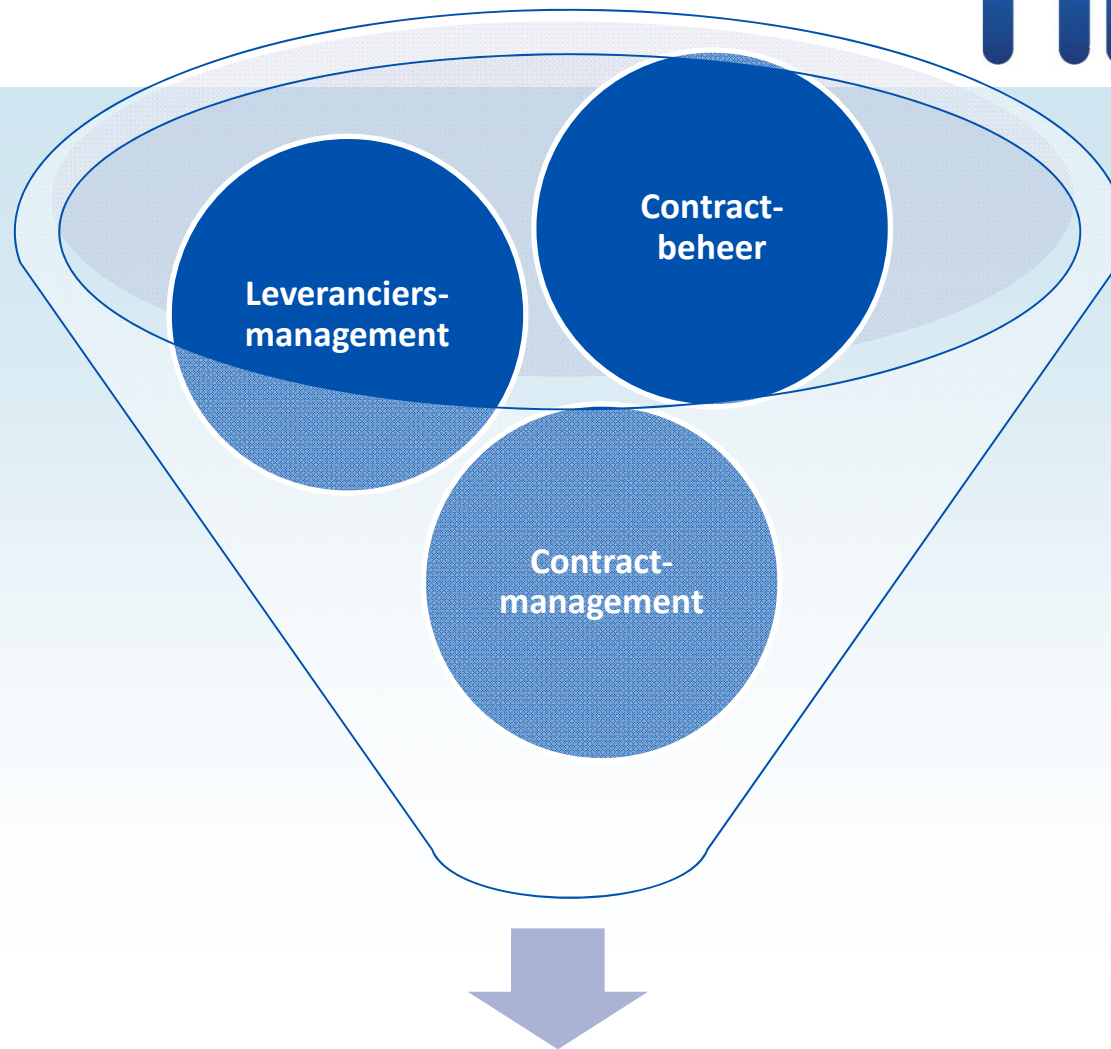 Contract-
beheer
Leveranciers-
management
Contract-
management